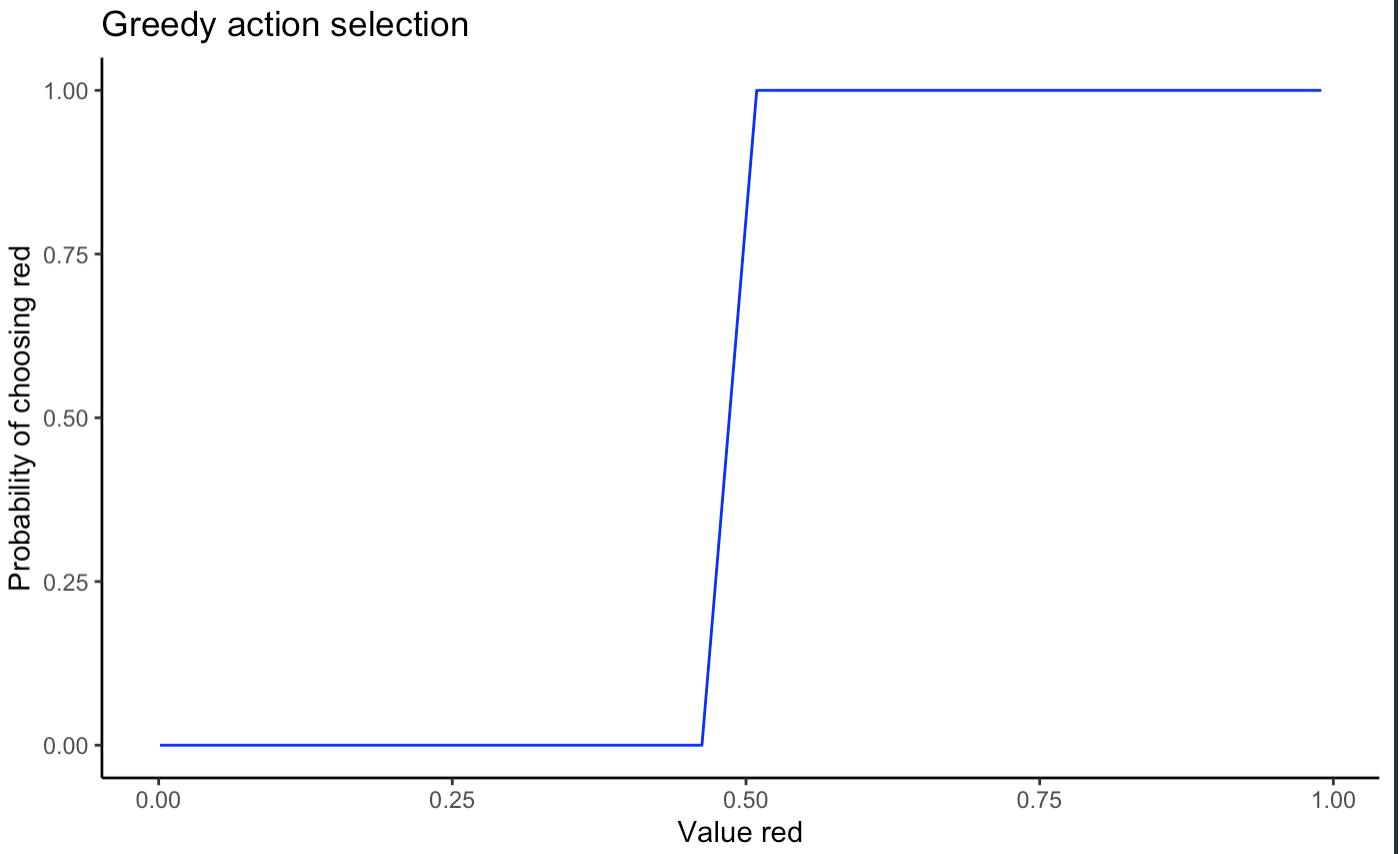 Greedy action selection
Probability of choosing red
1.00
0.75
0.50
0.25
0.00
0.00 0.25 0.50 0.75 1.00
Value red